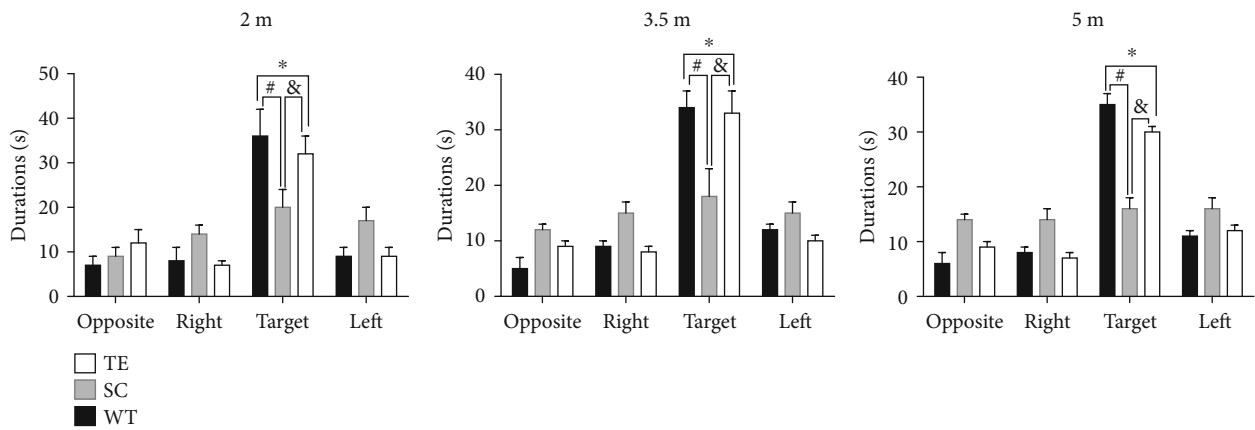 2 m
50
40
30
20
10
0
Durations (s)
*
#
&
Opposite
Right
Target
Left
3.5 m
40
30
20
10
0
Durations (s)
*
#
&
Opposite
Right
Target
Left
5 m
40
30
20
10
0
Durations (s)
*
#
&
Opposite
Right
Target
Left
TE
SC
WT